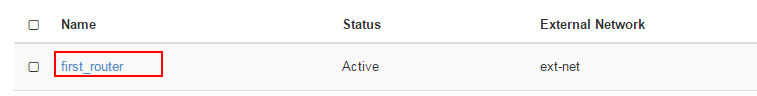 Name Status External Network
first_router Active ext-net